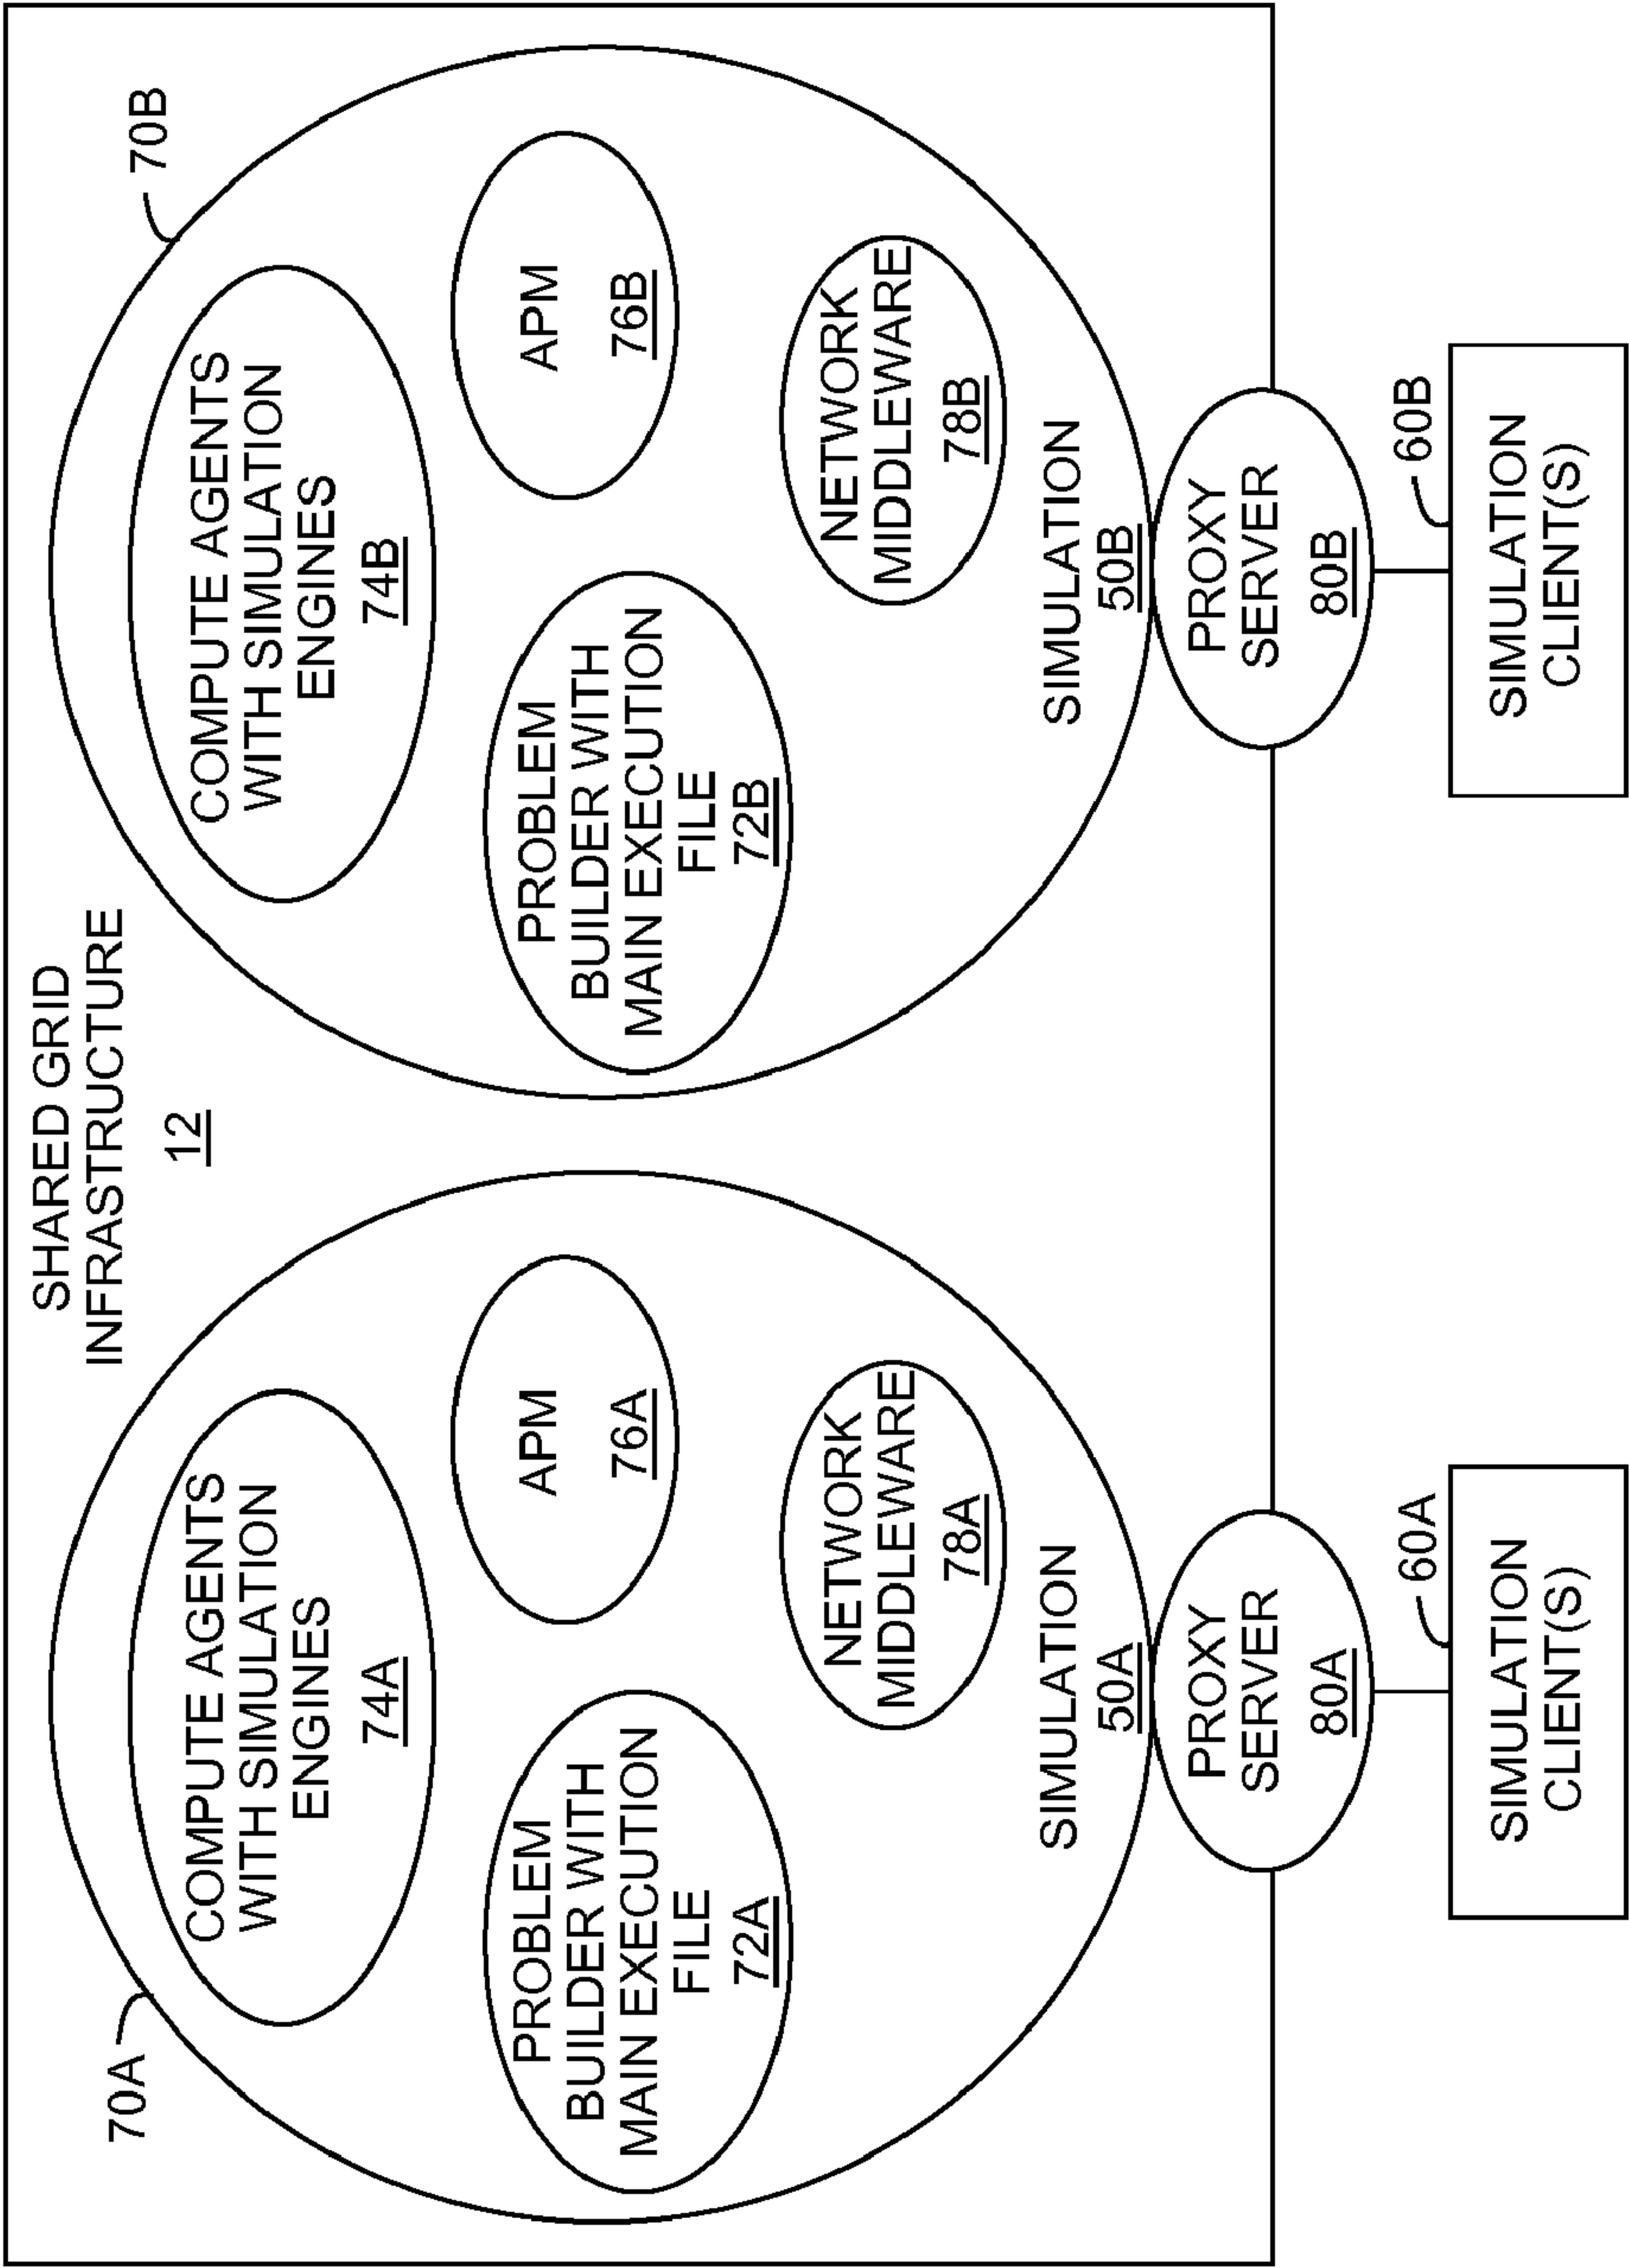 SHARED GRID
INFRASTRUCTURE
12
70A
COMPUTE AGENTS
WITH SIMULATION
ENGINES
74A
PROBLEM
BUILDER WITH
MAIN EXECUTION
FILE
72A
APM
76A
NETWORK
MIDDLEWARE
78A
SIMULATION
50A
PROXY
SERVER
80A
60A
SIMULATION
CLIENT(S)
70B
COMPUTE AGENTS
WITH SIMULATION
ENGINES
74B
PROBLEM
BUILDER WITH
MAIN EXECUTION
FILE
72B
APM
76B
NETWORK
MIDDLEWARE
78B
SIMULATION
50B
PROXY
SERVER
80B
60B
SIMULATION
CLIENT(S)